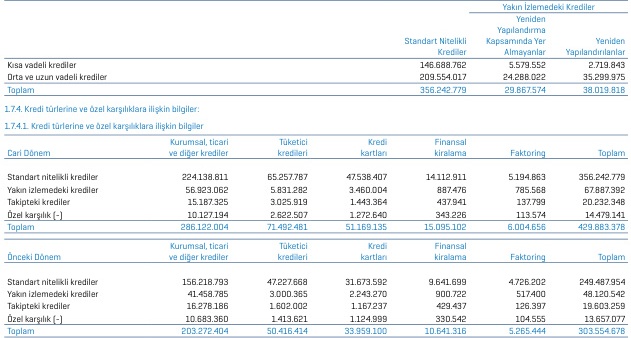 Yakın İzlemedeki Krediler
Yeniden
Yapılandırma
Standart Nitelikli Kapsamında Yer Yeniden
Krediler Almayanlar Yapılandırılanlar
Kısa vadeli krediler 146.688.762 5.579.552 2.719.843
Orta ve uzun vadeli krediler 209.554.017 24.288.022 35.299.975
Toplam 356.242.779 29.867.574 38.019.818
1.7.4. Kredi türlerine ve özel karşılıklara ilişkin bilgiler:
1.7.4.1. Kredi türlerine ve özel karşılıklara ilişkin bilgiler
Kurumsal, ticari Tüketici Kredi Finansal
Cari Dönem ve diğer krediler kredileri kartları kiralama Faktoring Toplam
Standart nitelikli krediler 224.138.811 65.257.787 47.538.407 14.112.911 5.194.863 356.242.779
Yakın izlemedeki krediler 56.923.062 5.831.282 3.460.004 887.476 785.568 67.887.392
Takipteki krediler 15.187.325 3.025.919 1.443.364 437.941 137.799 20.232.348
Özel karşılık (-) 10.127.194 2.622.507 1.272.640 343.226 113.574 14.479.141
Toplam 286.122.004 71.492.481 51.169.135 15.095.102 6.004.656 429.883.378
Kurumsal, ticari Tüketici Kredi Finansal
Önceki Dönem ve diğer krediler kredileri kartları kiralama Faktoring Toplam
Standart nitelikli krediler 156.218.793 47.227.668 31.673.592 9.641.699 4.726.202 249.487.954
Yakın izlemedeki krediler 41.458.785 3.000.365 2.243.270 900.722 517.400 48.120.542
Takipteki krediler 16.278.186 1.602.002 1.167.237 429.437 126.397 19.603.259
Özel karşılık (-) 10.683.360 1.413.621 1.124.999 330.542 104.555 13.657.077
Toplam 203.272.404 50.416.414 33.959.100 10.641.316 5.265.444 303.554.678